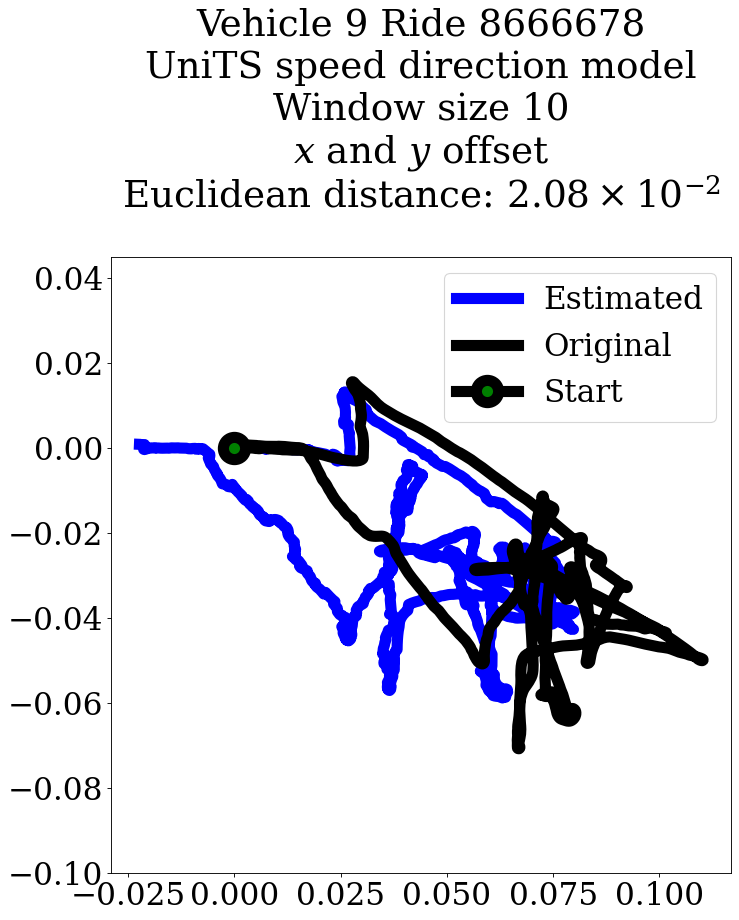 Vehicle 9 Ride 8666678
UniTS speed direction model
Window size 10
x and y offset
Euclidean distance: 2.08 × 10⁻²
Estimated
Original
Start
0.04
0.02
0.00
−0.02
−0.04
−0.06
−0.08
−0.10
−0.025 0.000 0.025 0.050 0.075 0.100